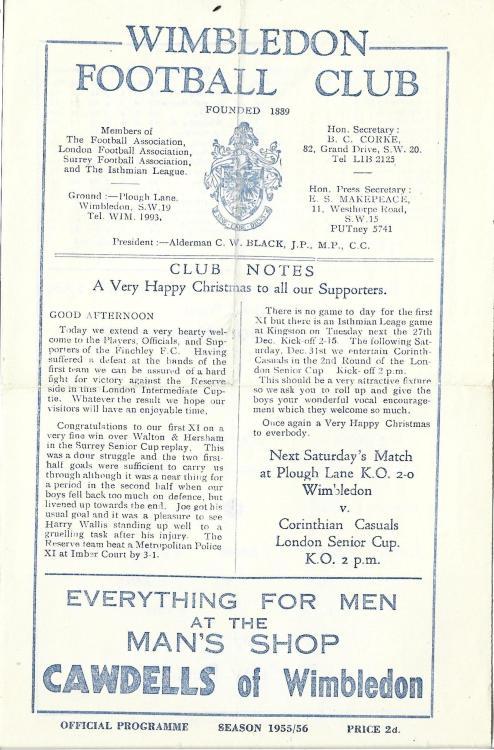 WIMBLEDON
FOOTBALL CLUB
FOUNDED 1889
Members of
The Football Association,
London Football Association,
Surrey Football Association,
and The Isthmian League.
Ground :—Plough Lane.
Wimbledon, S.W.19
Tel. WIM. 1993.
Hon. Secretary :
B. C. CORKE,
82, Grand Drive, S.W. 20.
Tel LIB 2125
Hon. Press Secretary :
E. S. MAKEPEACE,
11, Westhorpe Road,
S.W.15
PUTney 5741
President :—Alderman C. W. BLACK, J.P., M.P., C.C.
CLUB NOTES
A Very Happy Christmas to all our Supporters.
GOOD AFTERNOON
Today we extend a very hearty wel-
come to the Players, Officials, and Sup-
porters of the Finchley F.C. Having
suffered a defeat at the hands of the
first team we can be assured of a hard
fight for victory against the Reserve
side in this London Intermediate Cup-
tie. Whatever the result we hope our
visitors will have an enjoyable time.
Congratulations to our first XI on a
very fine win over Walton & Hersham
in the Surrey Senior Cup replay. This
was a dour struggle and the two first-
half goals were sufficient to carry us
through although it was a near thing for
a period in the second half when our
boys fell back too much on defence, but
livened up towards the end. Joe got his
usual goal and it was a pleasure to see
Harry Wallis standing up well to a
gruelling task after his injury. The
Reserve team beat a Metropolitan Police
XI at Imber Court by 3-1.
There is no game to day for the first
XI but there is an Isthmian Leage game
at Kingston on Tuesday next the 27th
Dec. Kick-off 2-15. The following Sat-
urday, Dec. 31st we entertain Corinth-
Casuals in the 2nd Round of the Lon-
don Senior Cup Kick- off 2 p.m.
This should be a very attractive fixture
so we ask you to roll up and give the
boys your wonderful vocal encourage-
ment which they welcome so much.
Once again a Very Happy Christmas
to everbody.
Next Saturday's Match
at Plough Lane K.O. 2-0
Wimbledon
v.
Corinthian Casuals
London Senior Cup.
K.O. 2 p.m.
EVERYTHING FOR MEN
AT THE
MAN'S SHOP
CAWDELLS of Wimbledon
OFFICIAL PROGRAMME SEASON 1955/56 PRICE 2d.